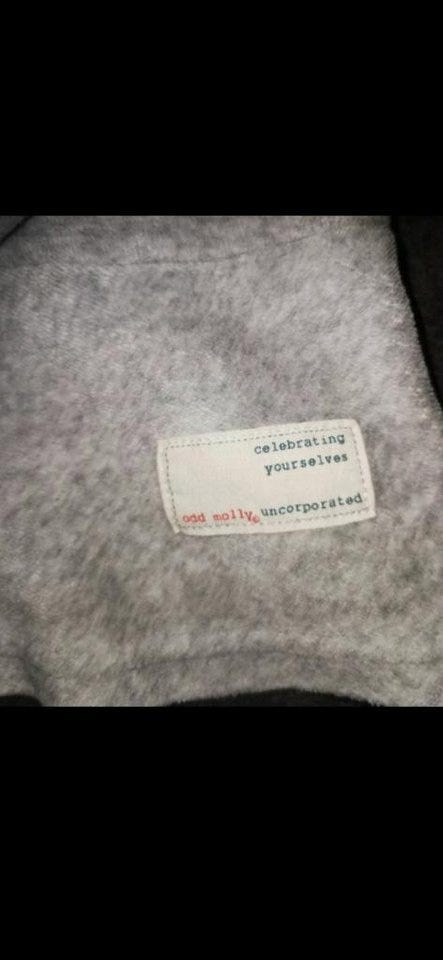 celebrating
yourselves
odd molly© uncorporated